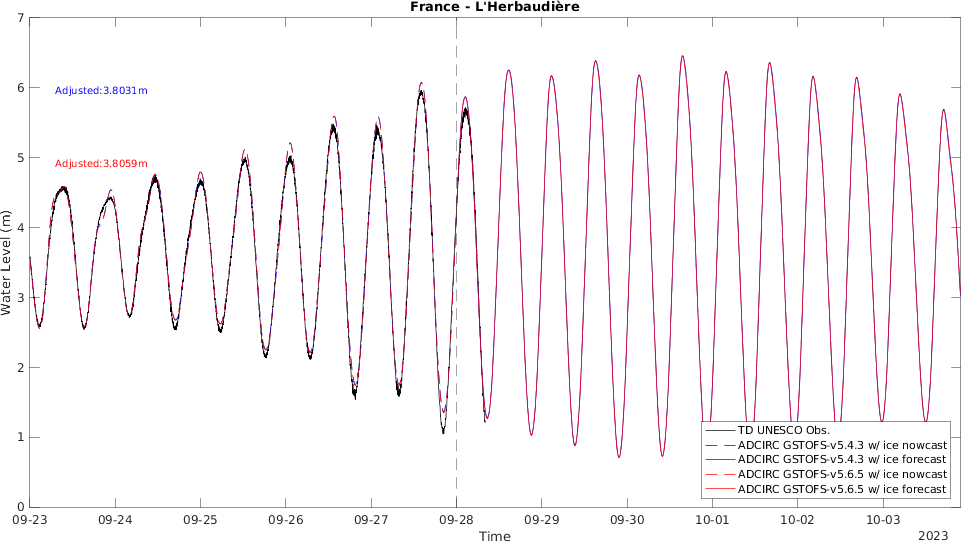 France - L'Herbaudière
7
6
5
4
3
2
1
0
Water Level (m)
Adjusted:3.8031m
Adjusted:3.8059m
TD UNESCO Obs.
ADCIRC GSTOFS-v5.4.3 w/ ice nowcast
ADCIRC GSTOFS-v5.4.3 w/ ice forecast
ADCIRC GSTOFS-v5.6.5 w/ ice nowcast
ADCIRC GSTOFS-v5.6.5 w/ ice forecast
09-23 09-24 09-25 09-26 09-27 09-28 09-29 09-30 10-01 10-02 10-03
Time
2023